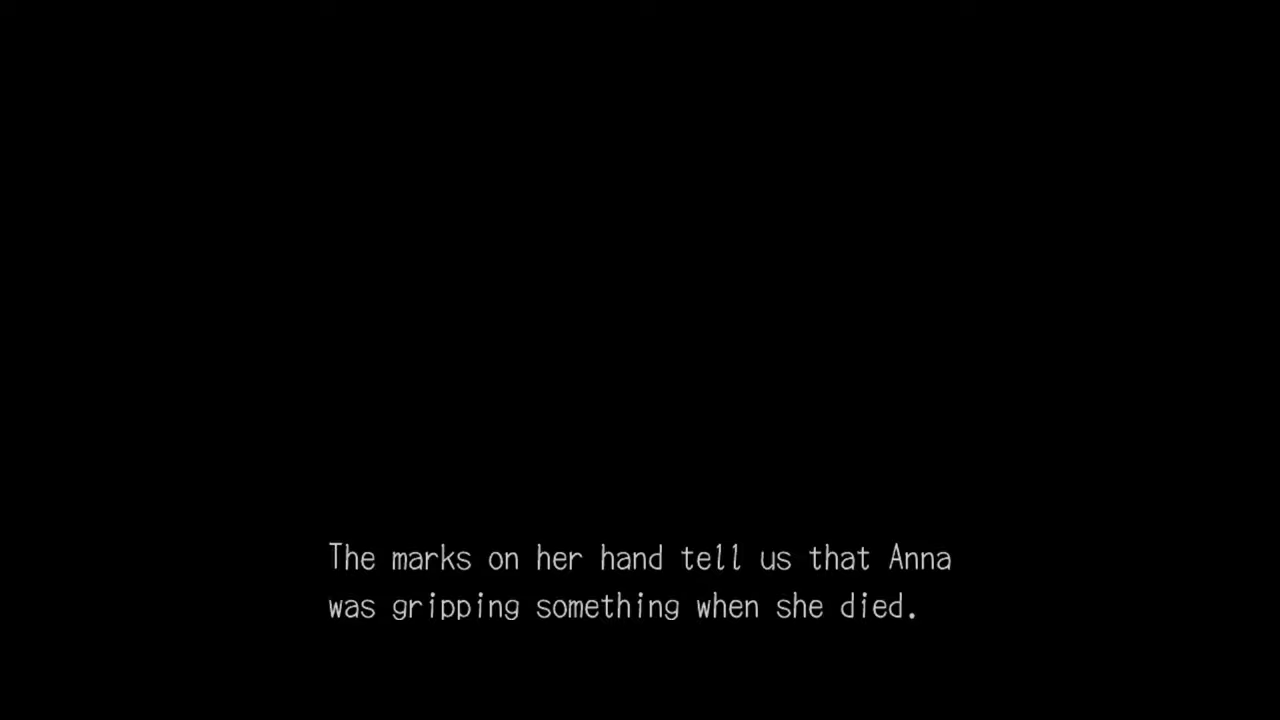 The marks on her hand tell us that Anna
was gripping something when she died.